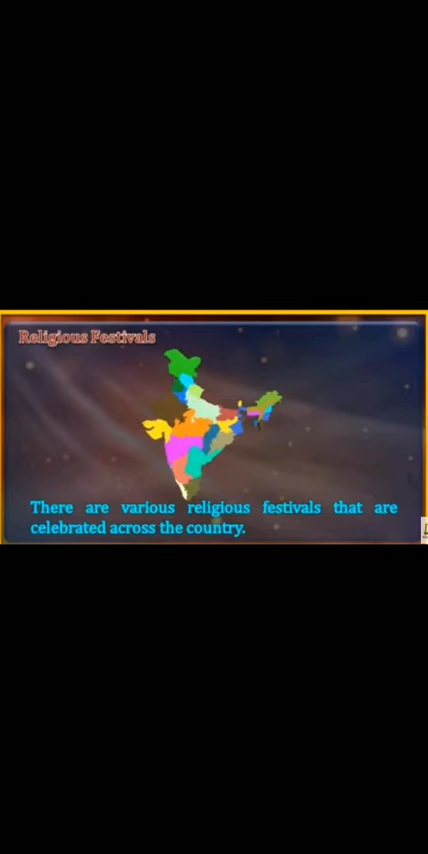 Religious Festivals
There are various religious festivals that are
celebrated across the country.